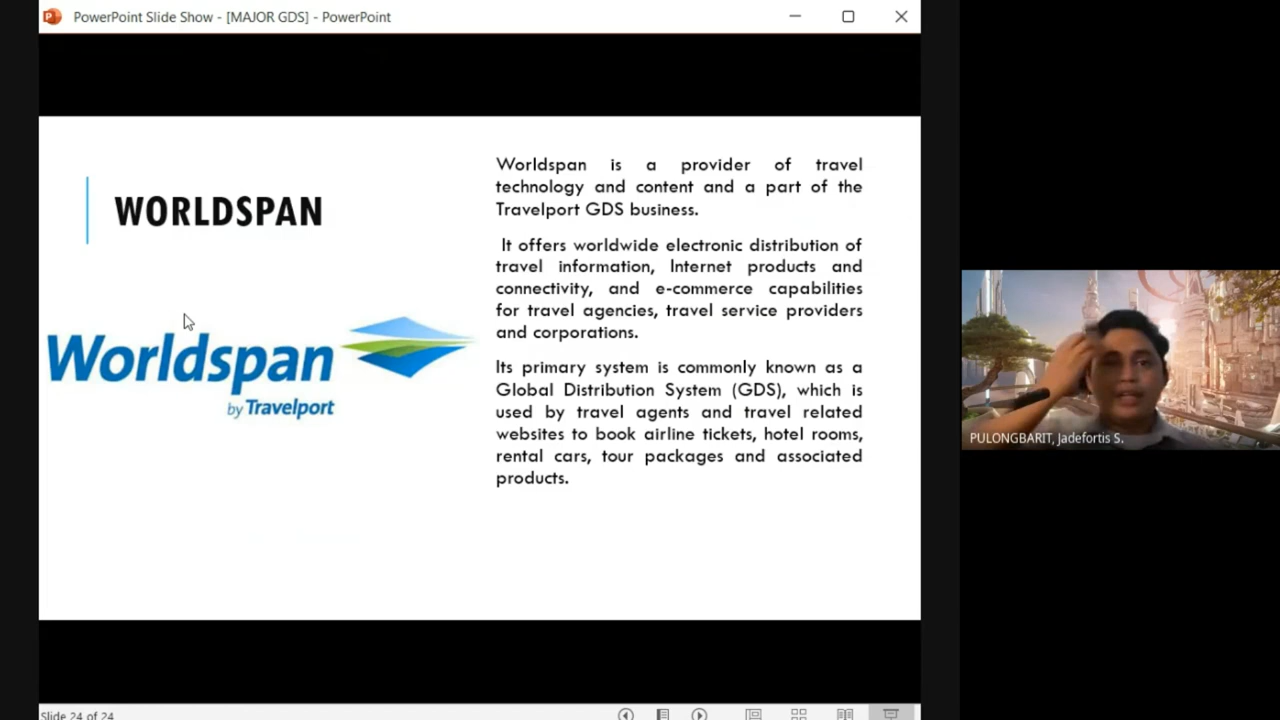 PowerPoint Slide Show - [MAJOR GDS] - PowerPoint
WORLDSPAN
Worldspan
by Travelport
Worldspan is a provider of travel
technology and content and a part of the
Travelport GDS business.
It offers worldwide electronic distribution of
travel information, Internet products and
connectivity, and e-commerce capabilities
for travel agencies, travel service providers
and corporations.
Its primary system is commonly known as a
Global Distribution System (GDS), which is
used by travel agents and travel related
websites to book airline tickets, hotel rooms,
rental cars, tour packages and associated
products.
PULONGBARIT, Jadefortis S.
Slide 24 of 24